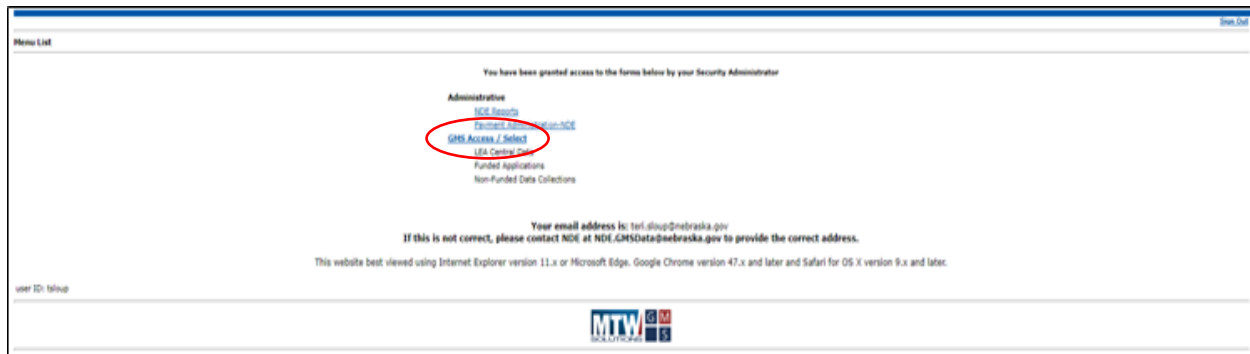 Sign Out
Menu List
You have been granted access to the forms below by your Security Administrator
Administrative
NDE Reports
Payment Administration-NDE
GMS Access / Select
LEA Central Data
Funded Applications
Non-Funded Data Collections
Your email address is: teri.sloup@nebraska.gov
If this is not correct, please contact NDE at NDE.GMSData@nebraska.gov to provide the correct address.
This website best viewed using Internet Explorer version 11.x or Microsoft Edge. Google Chrome version 47.x and later and Safari for OS X version 9.x and later.
user ID: tsloup
MTW GMS
SOLUTIONS